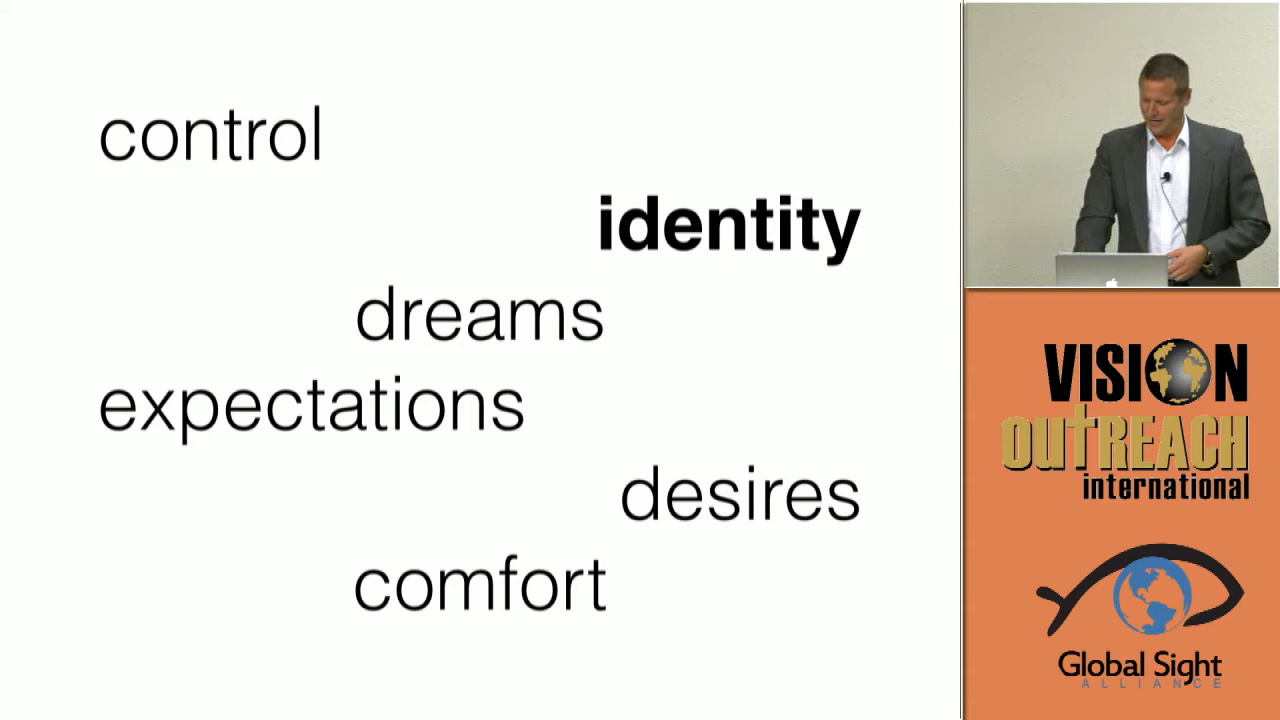 control
identity
dreams
expectations
desires
comfort
VISION
OUTREACH
international
Global Sight
ALLIANCE